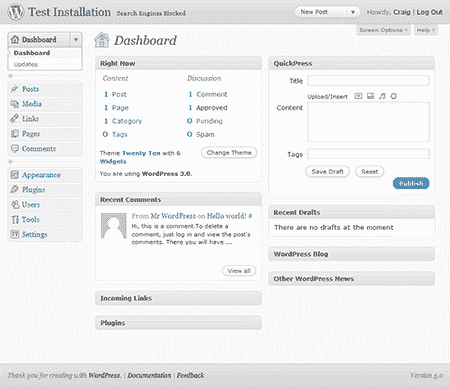 Test Installation Search Engines Blocked
New Post
Howdy, Craig | Log Out
Screen Options
Help
Dashboard
Dashboard
Updates
Posts
Media
Links
Pages
Comments
Appearance
Plugins
Users
Tools
Settings
Dashboard
Right Now
Content Discussion
1 Post 1 Comment
1 Page 1 Approved
1 Category 0 Pending
0 Tags 0 Spam
Theme Twenty Ten with 6 Widgets
Change Theme
You are using WordPress 3.0.
Recent Comments
From Mr WordPress on Hello world! #
Hi, this is a comment.To delete a
comment, just log in and view the post's
comments. There you will have ...
View all
Incoming Links
Plugins
QuickPress
Title
Upload/Insert
Content
Tags
Save Draft
Reset
Publish
Recent Drafts
There are no drafts at the moment
WordPress Blog
Other WordPress News
Thank you for creating with WordPress. | Documentation | Feedback
Version 3.0